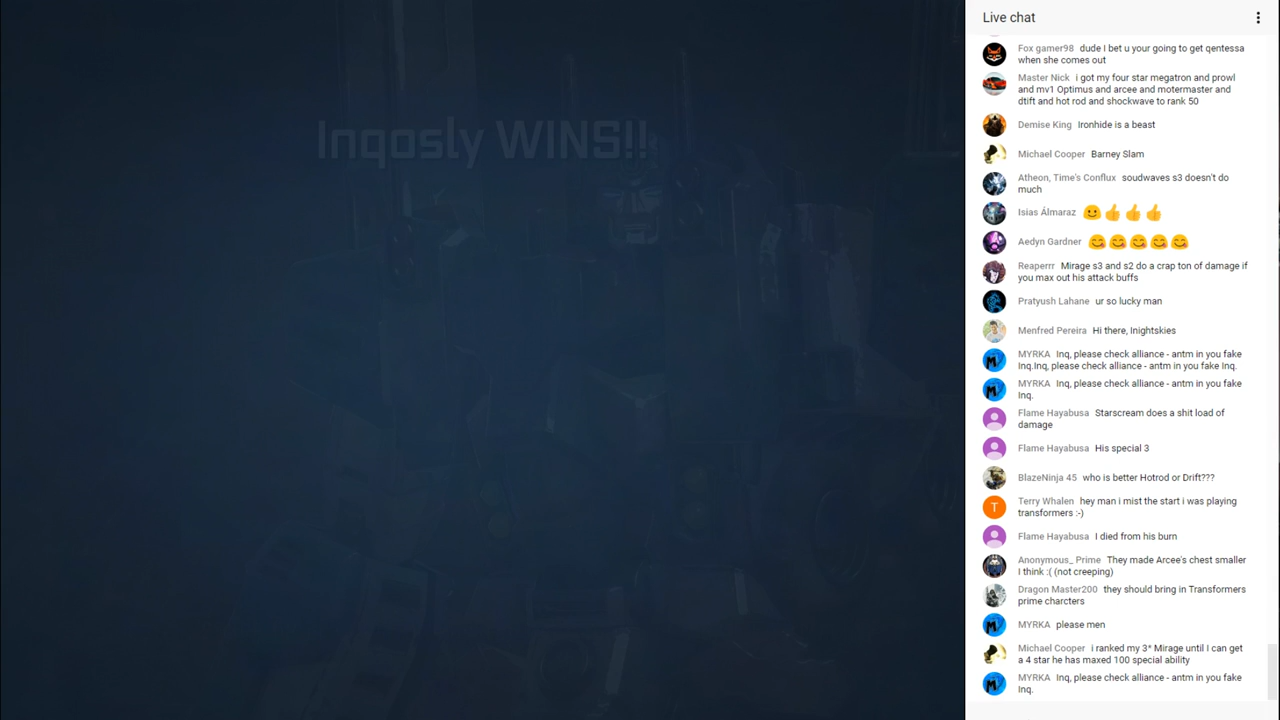 Inqosly WINS!!
Live chat
Fox gamer98 dude I bet u your going to get qentessa
when she comes out
Master Nick i got my four star megatron and prowl
and mv1 Optimus and arcee and motermaster and
dtift and hot rod and shockwave to rank 50
Demise King Ironhide is a beast
Michael Cooper Barney Slam
Atheon, Time's Conflux soudwaves s3 doesn't do
much
Isias Álmaraz
Aedyn Gardner
Reaperrr Mirage s3 and s2 do a crap ton of damage if
you max out his attack buffs
Pratyush Lahane ur so lucky man
Menfred Pereira Hi there, Inightskies
MYRKA Inq, please check alliance - antm in you fake
Inq.Inq, please check alliance - antm in you fake Inq.
MYRKA Inq, please check alliance - antm in you fake
Inq.
Flame Hayabusa Starscream does a shit load of
damage
Flame Hayabusa His special 3
BlazeNinja 45 who is better Hotrod or Drift???
T Terry Whalen hey man i mist the start i was playing
transformers :-)
Flame Hayabusa I died from his burn
Anonymous_ Prime They made Arcee's chest smaller
I think :( (not creeping)
Dragon Master200 they should bring in Transformers
prime charcters
MYRKA please men
Michael Cooper i ranked my 3* Mirage until I can get
a 4 star he has maxed 100 special ability
MYRKA Inq, please check alliance - antm in you fake
Inq.